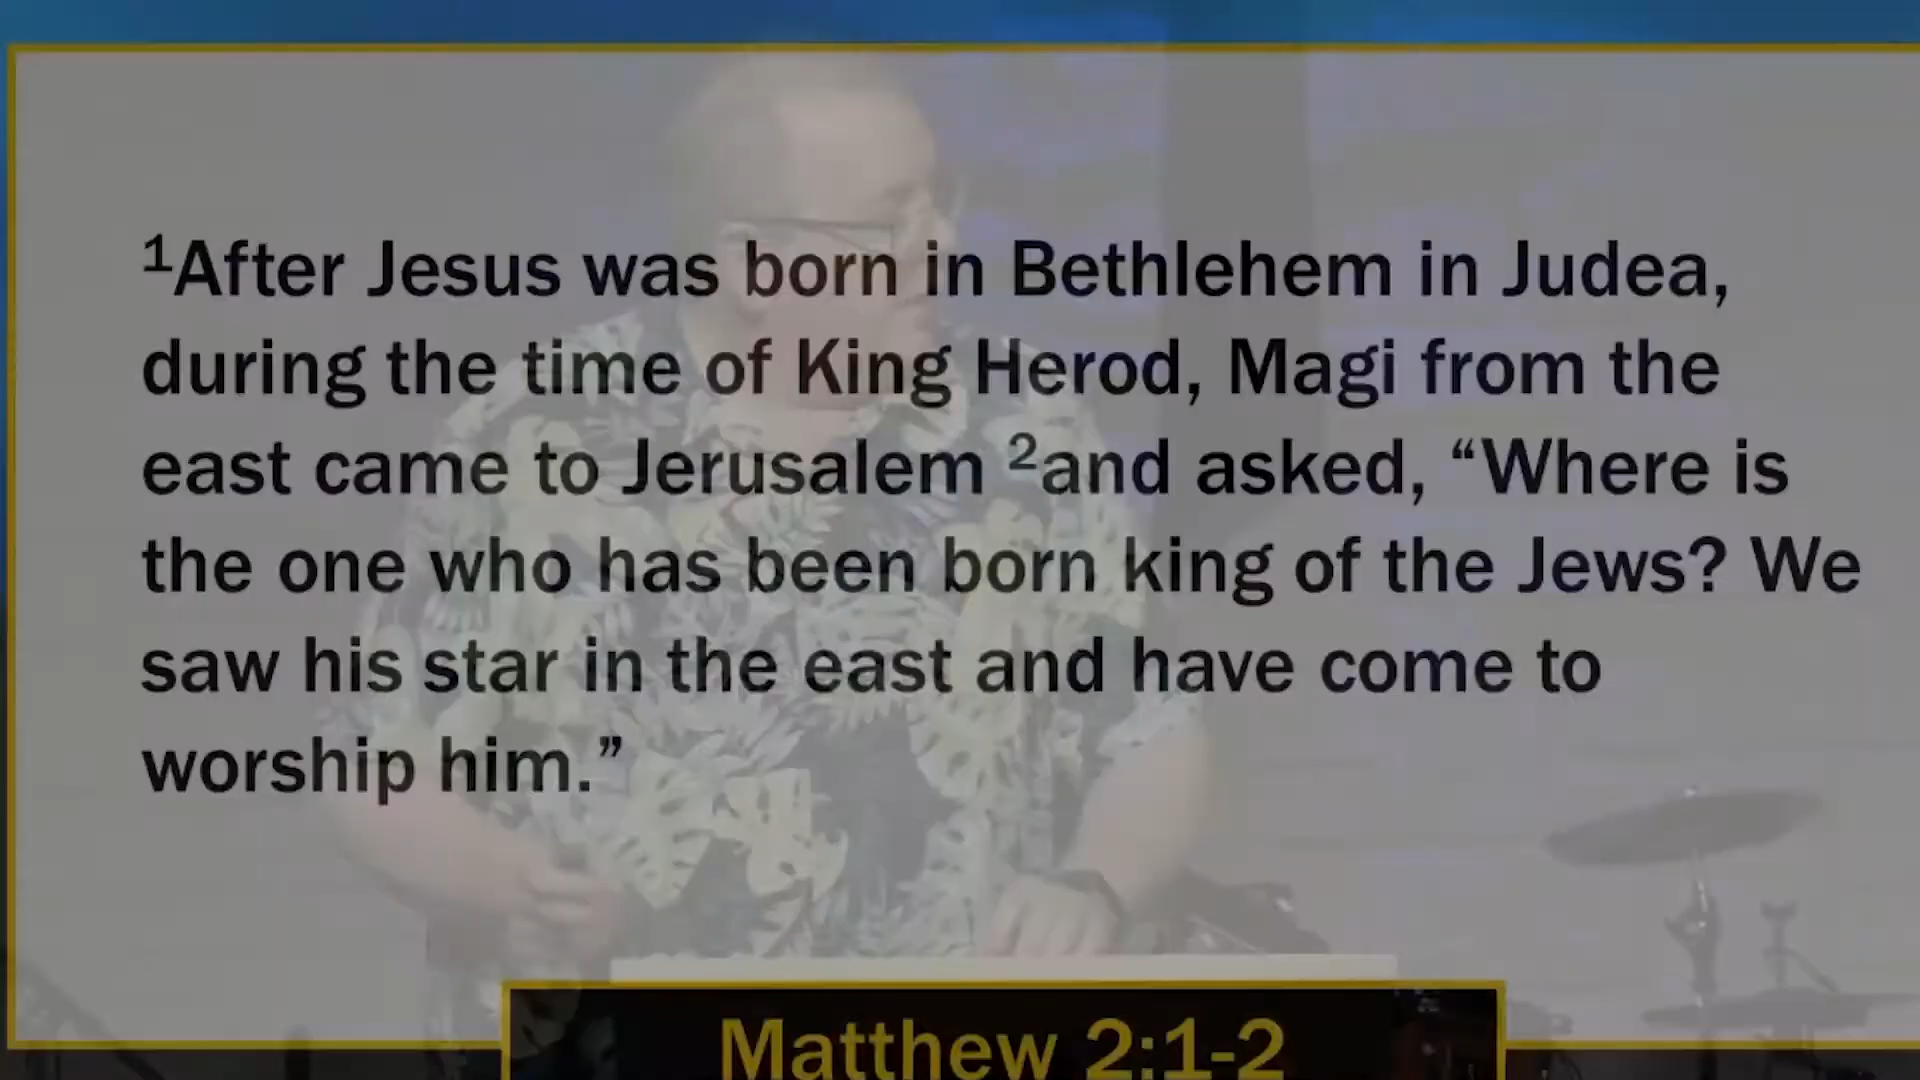 ¹After Jesus was born in Bethlehem in Judea,
during the time of King Herod, Magi from the
east came to Jerusalem ²and asked, “Where is
the one who has been born king of the Jews? We
saw his star in the east and have come to
worship him.”
Matthew 2:1-2